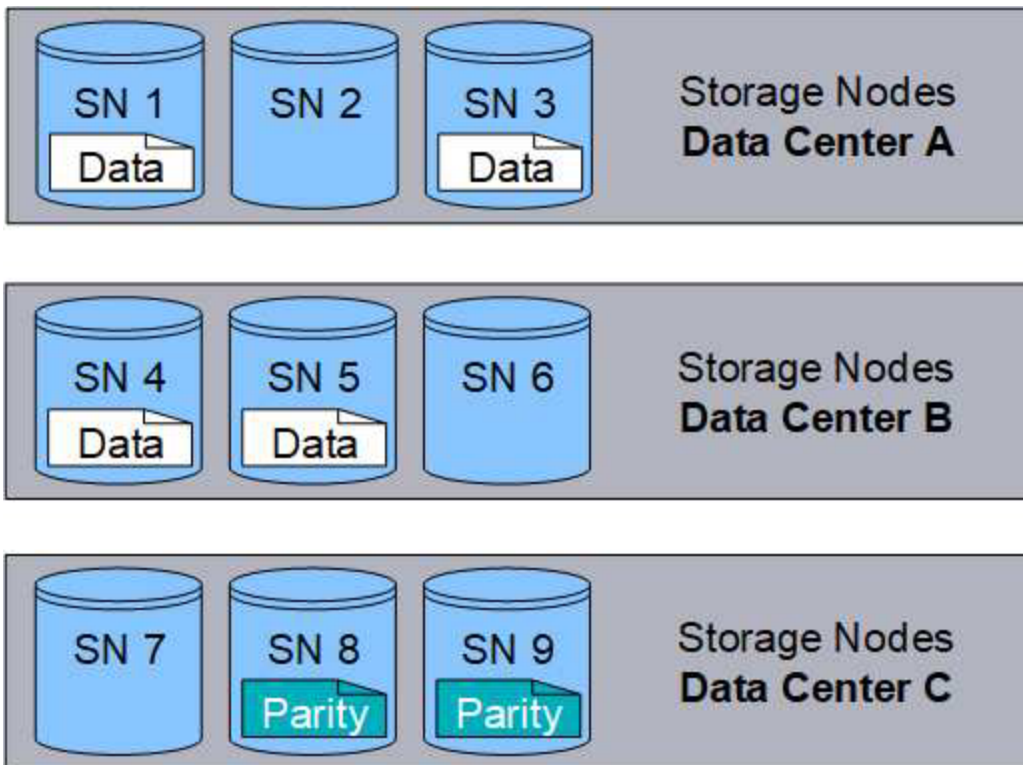 SN 1
Data
SN 2
SN 3
Data
Storage Nodes
Data Center A
SN 4
Data
SN 5
Data
SN 6
Storage Nodes
Data Center B
SN 7
SN 8
Parity
SN 9
Parity
Storage Nodes
Data Center C